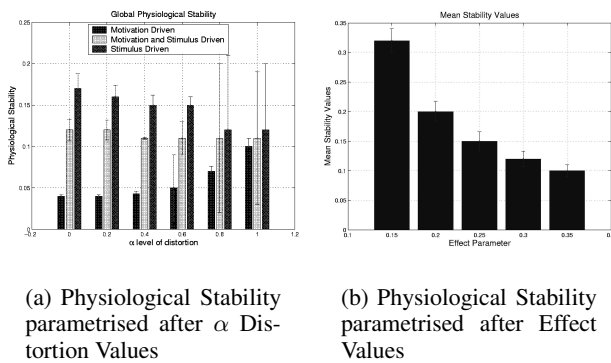 Global Physiological Stability
Motivation Driven
Motivation and Stimulus Driven
Stimulus Driven
Physiological Stability
0.25
0.2
0.15
0.1
0.05
−0.2 0 0.2 0.4 0.6 0.8 1 1.2
α level of distortion
Mean Stability Values
Mean Stability Values
0.35
0.3
0.25
0.2
0.15
0.1
0.05
0
0.1 0.15 0.2 0.25 0.3 0.35 0.4
Effect Parameter
(a) Physiological Stability
parametrised after α Dis-
tortion Values
(b) Physiological Stability
parametrised after Effect
Values